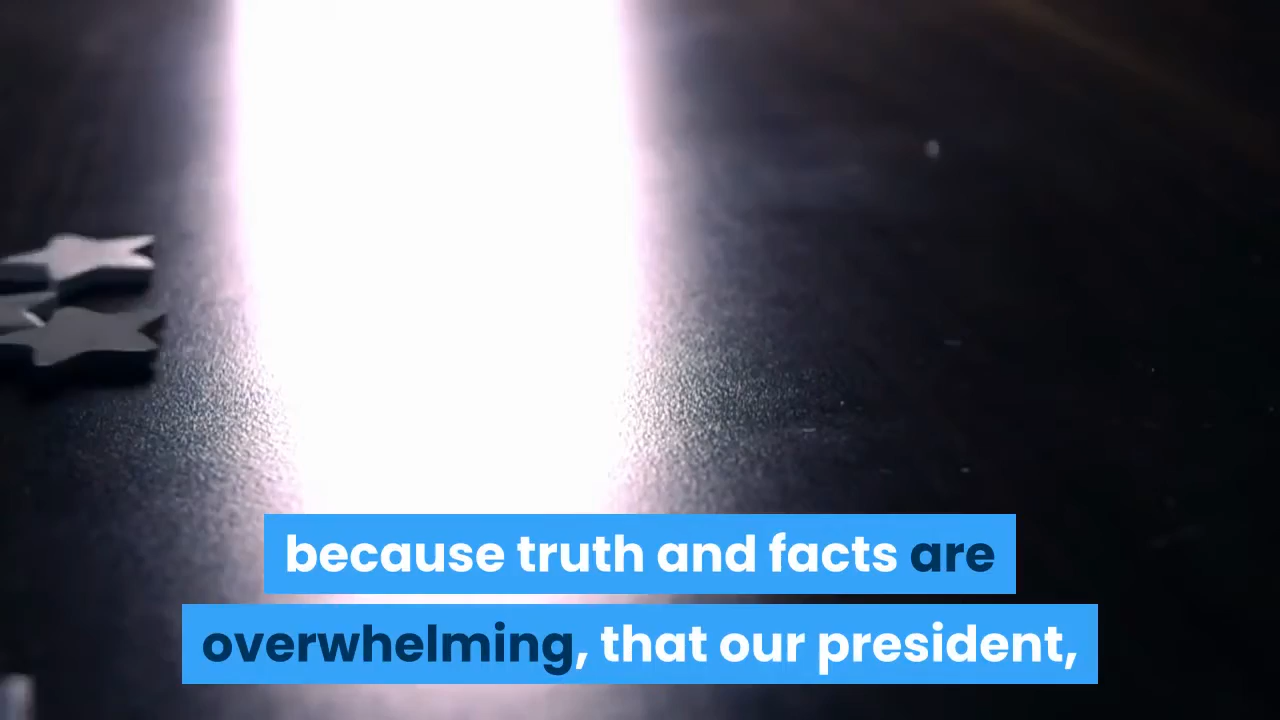 because truth and facts are
overwhelming, that our president,